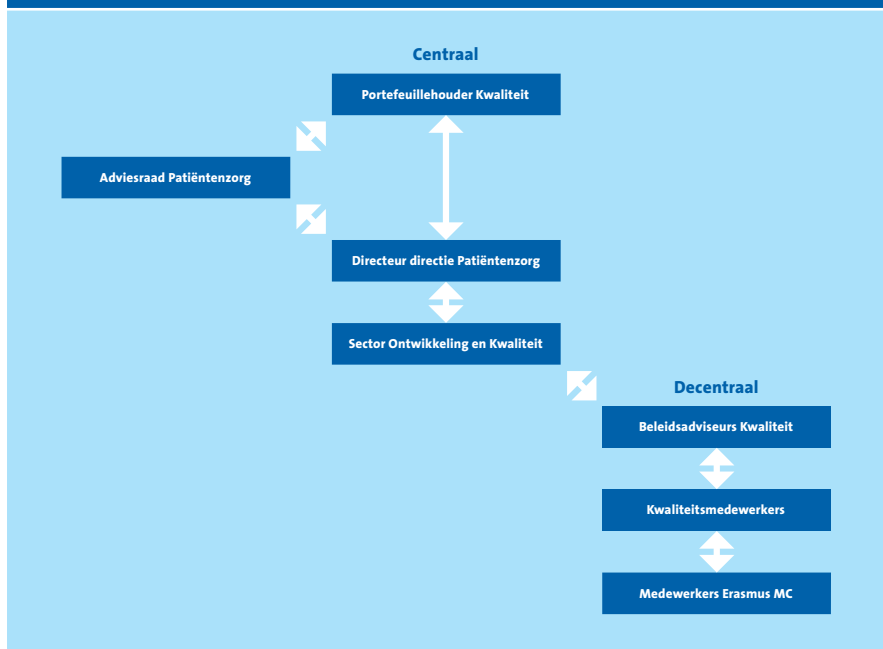 Centraal
Portefeuillehouder Kwaliteit
Adviesraad Patiëntenzorg
Directeur directie Patiëntenzorg
Sector Ontwikkeling en Kwaliteit
Decentraal
Beleidsadviseurs Kwaliteit
Kwaliteitsmedewerkers
Medewerkers Erasmus MC